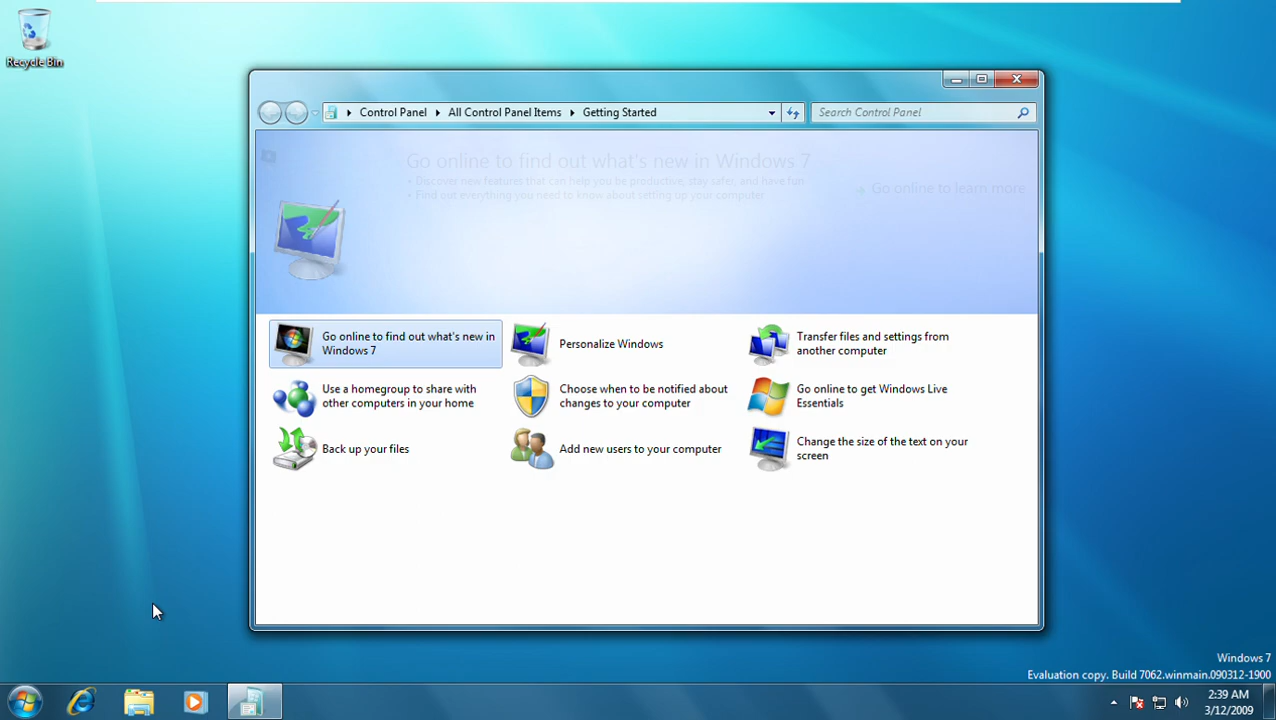 Recycle Bin
Control Panel
All Control Panel Items
Getting Started
Search Control Panel
Go online to find out what's new in Windows 7
• Discover new features that can help you be productive, stay safer, and have fun
• Find out everything you need to know about setting up your computer
Go online to learn more
Go online to find out what's new in
Windows 7
Personalize Windows
Transfer files and settings from
another computer
Use a homegroup to share with
other computers in your home
Choose when to be notified about
changes to your computer
Go online to get Windows Live
Essentials
Back up your files
Add new users to your computer
Change the size of the text on your
screen
Windows 7
Evaluation copy. Build 7062.winmain.090312-1900
2:39 AM
3/12/2009